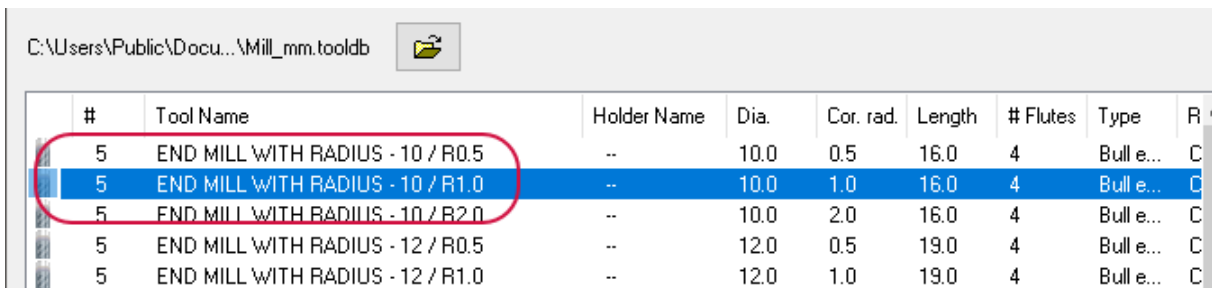 C:\Users\Public\Docu...\Mill_mm.tooldb
# Tool Name Holder Name Dia. Cor. rad. Length # Flutes Type R
5 END MILL WITH RADIUS - 10 / R0.5 -- 10.0 0.5 16.0 4 Bull e... C
5 END MILL WITH RADIUS - 10 / R1.0 -- 10.0 1.0 16.0 4 Bull e... C
5 END MILL WITH RADIUS - 10 / R2.0 -- 10.0 2.0 16.0 4 Bull e... C
5 END MILL WITH RADIUS - 12 / R0.5 -- 12.0 0.5 19.0 4 Bull e... C
5 END MILL WITH RADIUS - 12 / R1.0 -- 12.0 1.0 19.0 4 Bull e... C